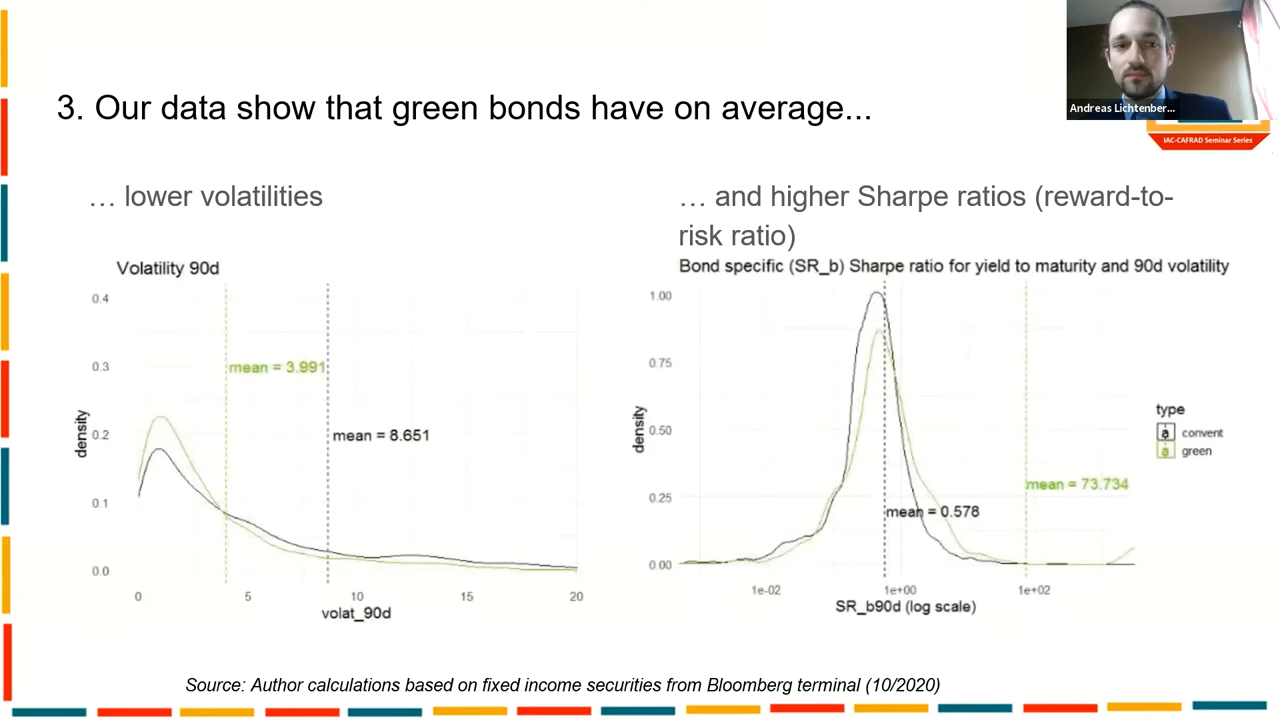 Andreas Lichtenber...
IAC-CAFRAD Seminar Series
3. Our data show that green bonds have on average...
… lower volatilities
… and higher Sharpe ratios (reward-to-
risk ratio)
Volatility 90d
0.4
0.3
0.2
0.1
0.0
density
mean = 3.991
mean = 8.651
0
5
10
15
20
volat_90d
Bond specific (SR_b) Sharpe ratio for yield to maturity and 90d volatility
1.00
0.75
0.50
0.25
0.00
density
mean = 0.578
mean = 73.734
1e-02
1e+00
1e+02
SR_b90d (log scale)
type
a convent
a green
Source: Author calculations based on fixed income securities from Bloomberg terminal (10/2020)